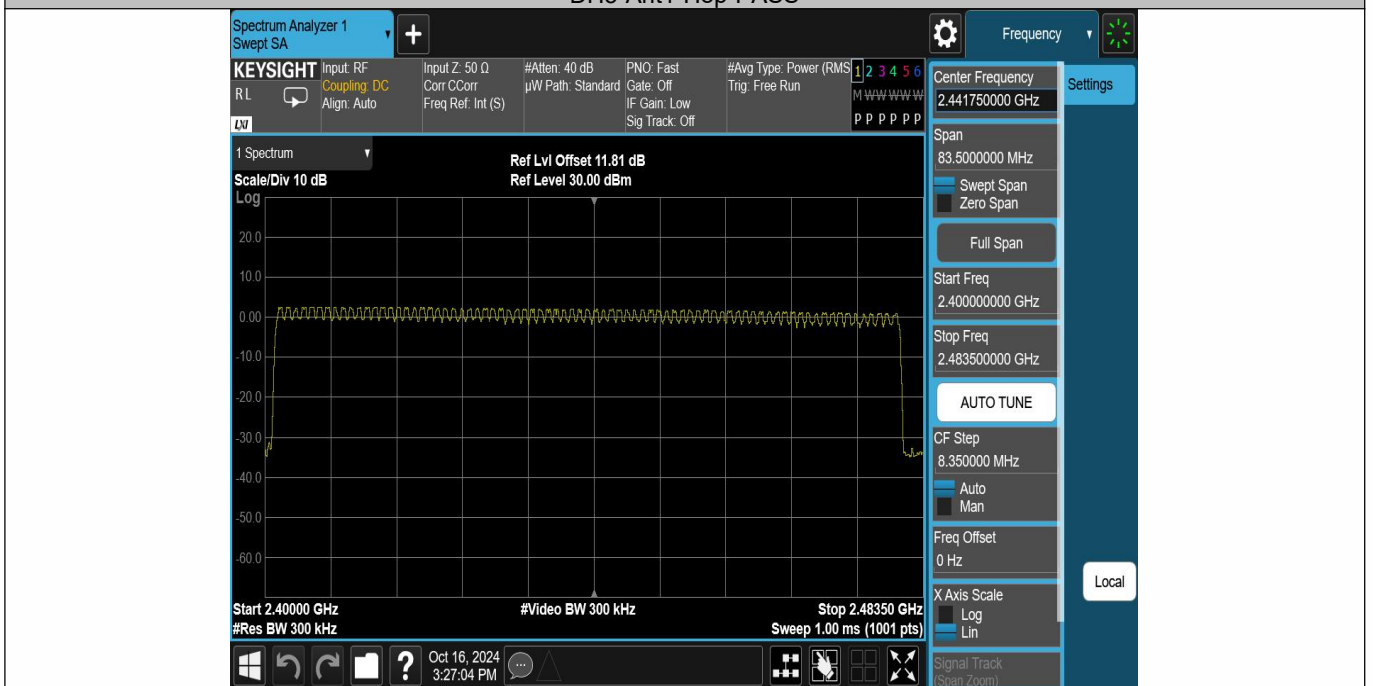 Spectrum Analyzer 1
Swept SA
Frequency
KEYSIGHT
RL
LXI
Input: RF
Coupling: DC
Align: Auto
Input Z: 50 Ω
Corr CCorr
Freq Ref: Int (S)
#Atten: 40 dB
µW Path: Standard
PNO: Fast
Gate: Off
IF Gain: Low
Sig Track: Off
#Avg Type: Power (RMS
Trig: Free Run
1 2 3 4 5 6
M W W W W W
P P P P P P
1 Spectrum
Scale/Div 10 dB
Ref Lvl Offset 11.81 dB
Ref Level 30.00 dBm
Log
20.0
10.0
0.00
-10.0
-20.0
-30.0
-40.0
-50.0
-60.0
Start 2.40000 GHz
#Video BW 300 kHz
Stop 2.48350 GHz
#Res BW 300 kHz
Sweep 1.00 ms (1001 pts)
Center Frequency
2.441750000 GHz
Settings
Span
83.5000000 MHz
Swept Span
Zero Span
Full Span
Start Freq
2.400000000 GHz
Stop Freq
2.483500000 GHz
AUTO TUNE
CF Step
8.350000 MHz
Auto
Man
Freq Offset
0 Hz
X Axis Scale
Log
Lin
Local
Signal Track
(Span Zoom)
?
Oct 16, 2024
3:27:04 PM